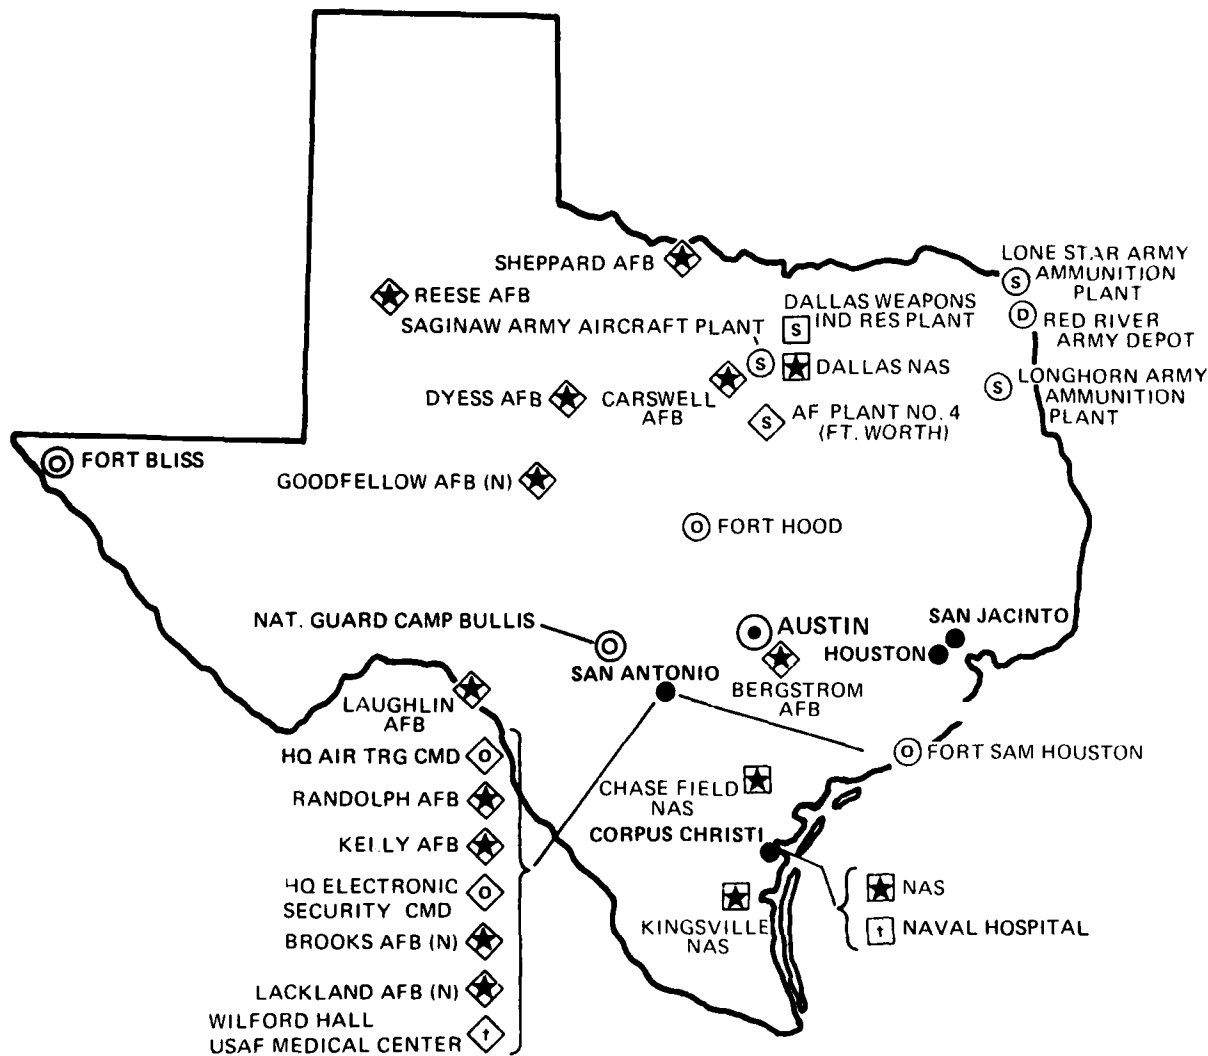 SHEPPARD AFB
REESE AFB
SAGINAW ARMY AIRCRAFT PLANT
S
DALLAS WEAPONS
IND RES PLANT
S
DALLAS NAS
LONE STAR ARMY
AMMUNITION
PLANT
S
D
RED RIVER
ARMY DEPOT
S
LONGHORN ARMY
AMMUNITION
PLANT
DYESS AFB
CARSWELL
AFB
S
AF PLANT NO. 4
(FT. WORTH)
O
FORT BLISS
GOODFELLOW AFB (N)
O
FORT HOOD
NAT. GUARD CAMP BULLIS
O
AUSTIN
SAN JACINTO
HOUSTON
SAN ANTONIO
BERGSTROM
AFB
LAUGHLIN
AFB
O
FORT SAM HOUSTON
HQ AIR TRG CMD
O
RANDOLPH AFB
KELLY AFB
HQ ELECTRONIC
SECURITY CMD
O
BROOKS AFB (N)
LACKLAND AFB (N)
WILFORD HALL
USAF MEDICAL CENTER
†
CHASE FIELD
NAS
CORPUS CHRISTI
KINGSVILLE
NAS
NAS
†
NAVAL HOSPITAL